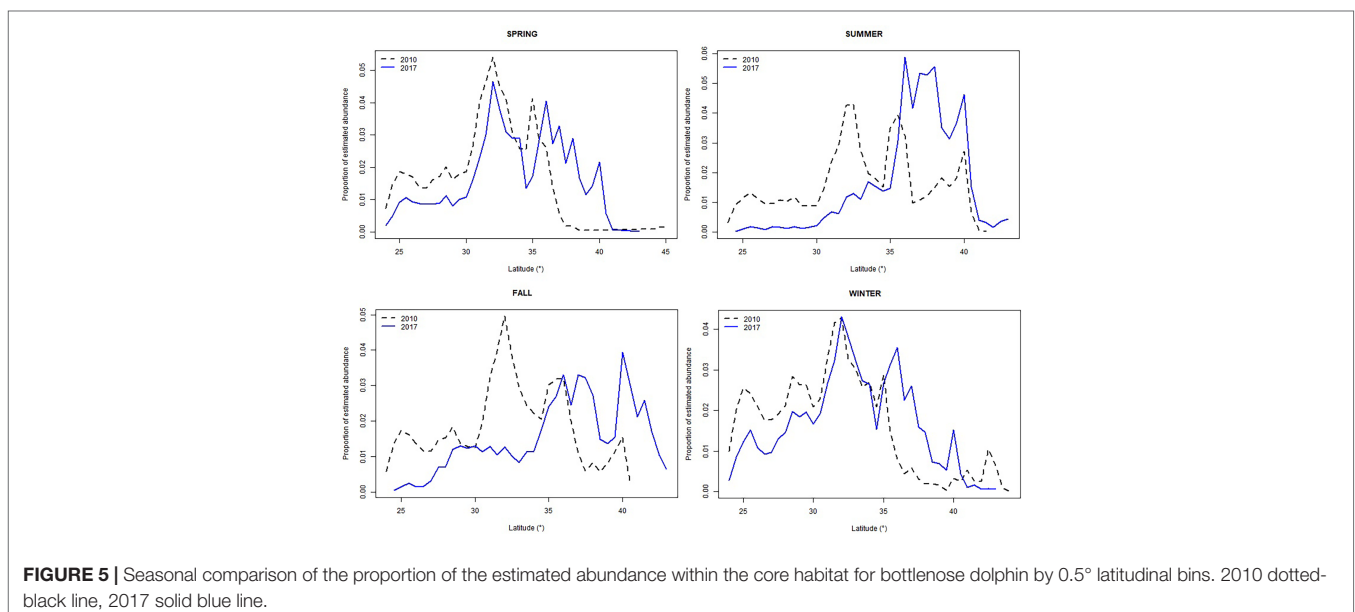 SPRING
2010
2017
Proportion of estimated abundance
0.00 0.01 0.02 0.03 0.04 0.05
25 30 35 40 45
Latitude (°)
SUMMER
2010
2017
Proportion of estimated abundance
0.00 0.01 0.02 0.03 0.04 0.05 0.06
25 30 35 40
Latitude (°)
FALL
2010
2017
Proportion of estimated abundance
0.00 0.01 0.02 0.03 0.04 0.05
25 30 35 40
Latitude (°)
WINTER
2010
2017
Proportion of estimated abundance
0.00 0.01 0.02 0.03 0.04
25 30 35 40
Latitude (°)
FIGURE 5 | Seasonal comparison of the proportion of the estimated abundance within the core habitat for bottlenose dolphin by 0.5° latitudinal bins. 2010 dotted-
black line, 2017 solid blue line.